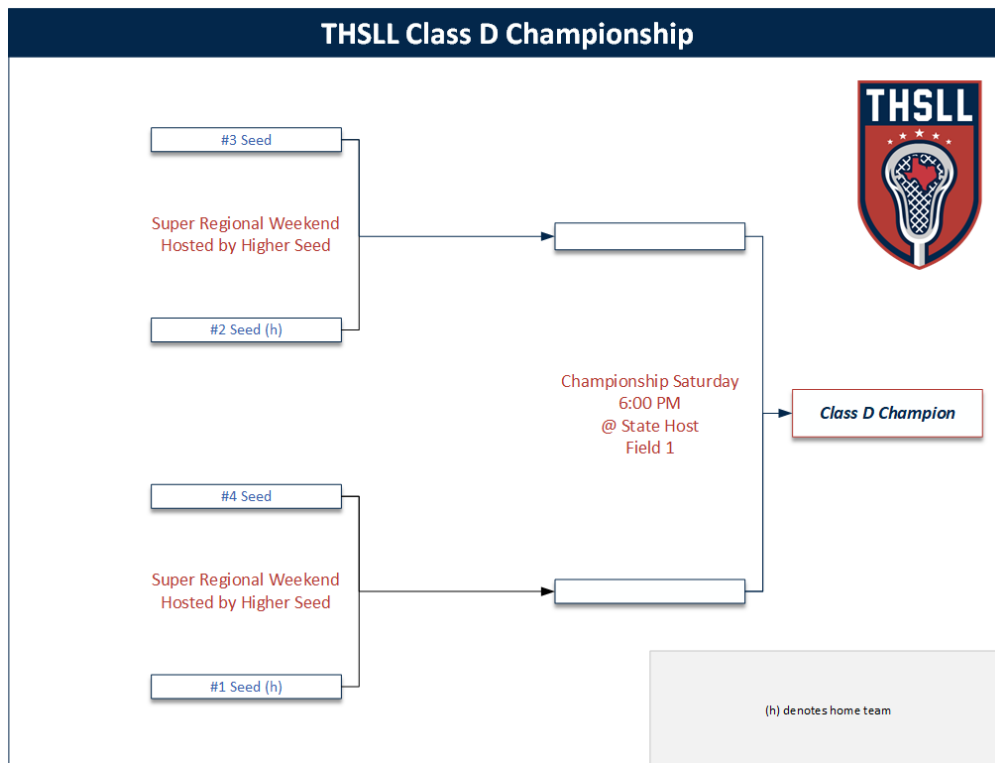 THSLL Class D Championship
THSLL
#3 Seed
Super Regional Weekend
Hosted by Higher Seed
#2 Seed (h)
Championship Saturday
6:00 PM
@ State Host
Field 1
Class D Champion
#4 Seed
Super Regional Weekend
Hosted by Higher Seed
#1 Seed (h)
(h) denotes home team